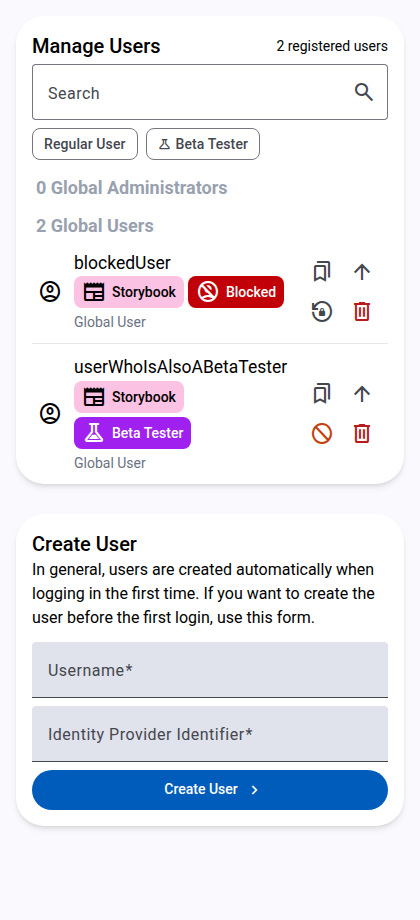 Manage Users
2 registered users
Search
Regular User
Beta Tester
0 Global Administrators
2 Global Users
blockedUser
Storybook
Blocked
Global User
userWhoIsAlsoABetaTester
Storybook
Beta Tester
Global User
Create User
In general, users are created automatically when
logging in the first time. If you want to create the
user before the first login, use this form.
Username*
Identity Provider Identifier*
Create User